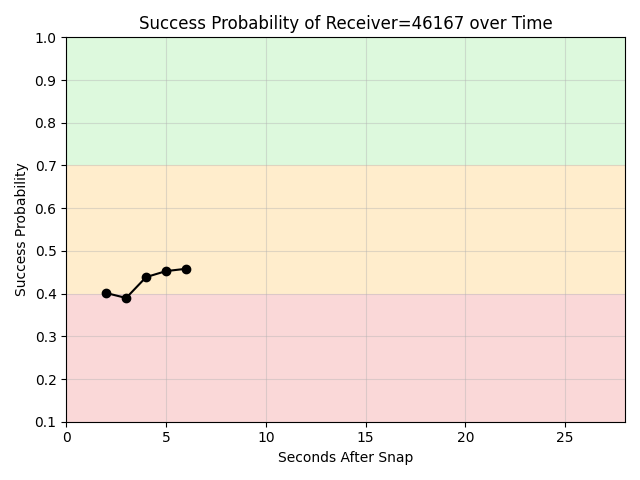 Success Probability of Receiver=46167 over Time
1.0
0.9
0.8
0.7
0.6
0.5
0.4
0.3
0.2
0.1
Success Probability
0 5 10 15 20 25
Seconds After Snap